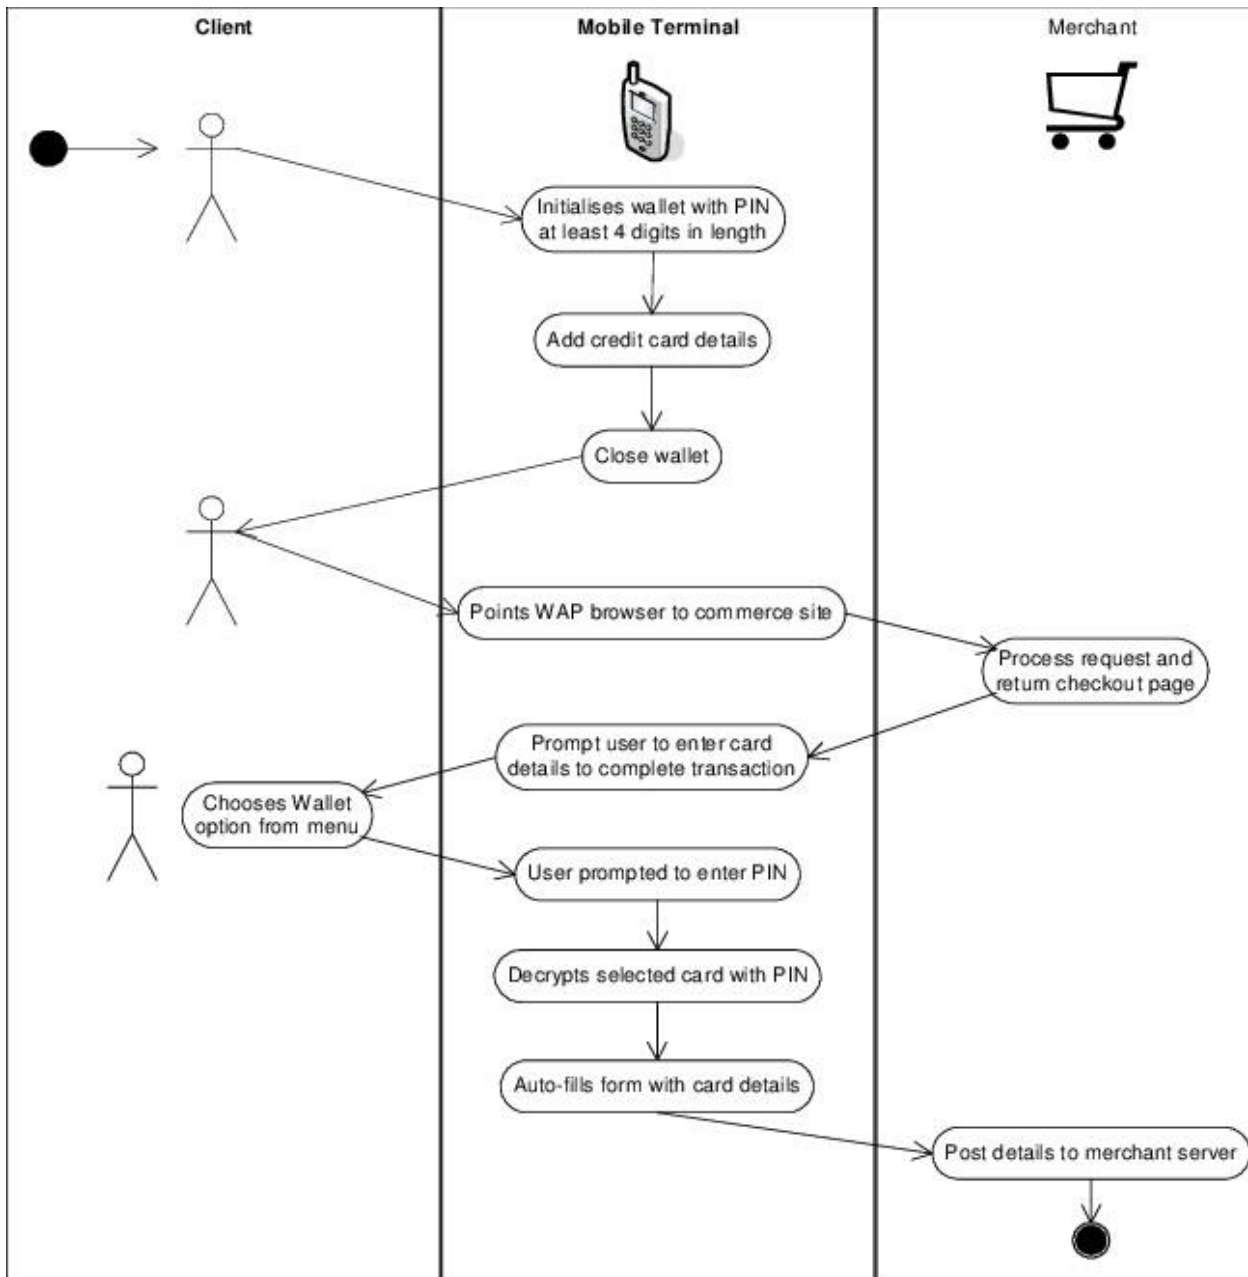 Client
Mobile Terminal
Merchant
Initialises wallet with PIN
at least 4 digits in length
Add credit card details
Close wallet
Points WAP browser to commerce site
Process request and
return checkout page
Prompt user to enter card
details to complete transaction
Chooses Wallet
option from menu
User prompted to enter PIN
Decrypts selected card with PIN
Auto-fills form with card details
Post details to merchant server